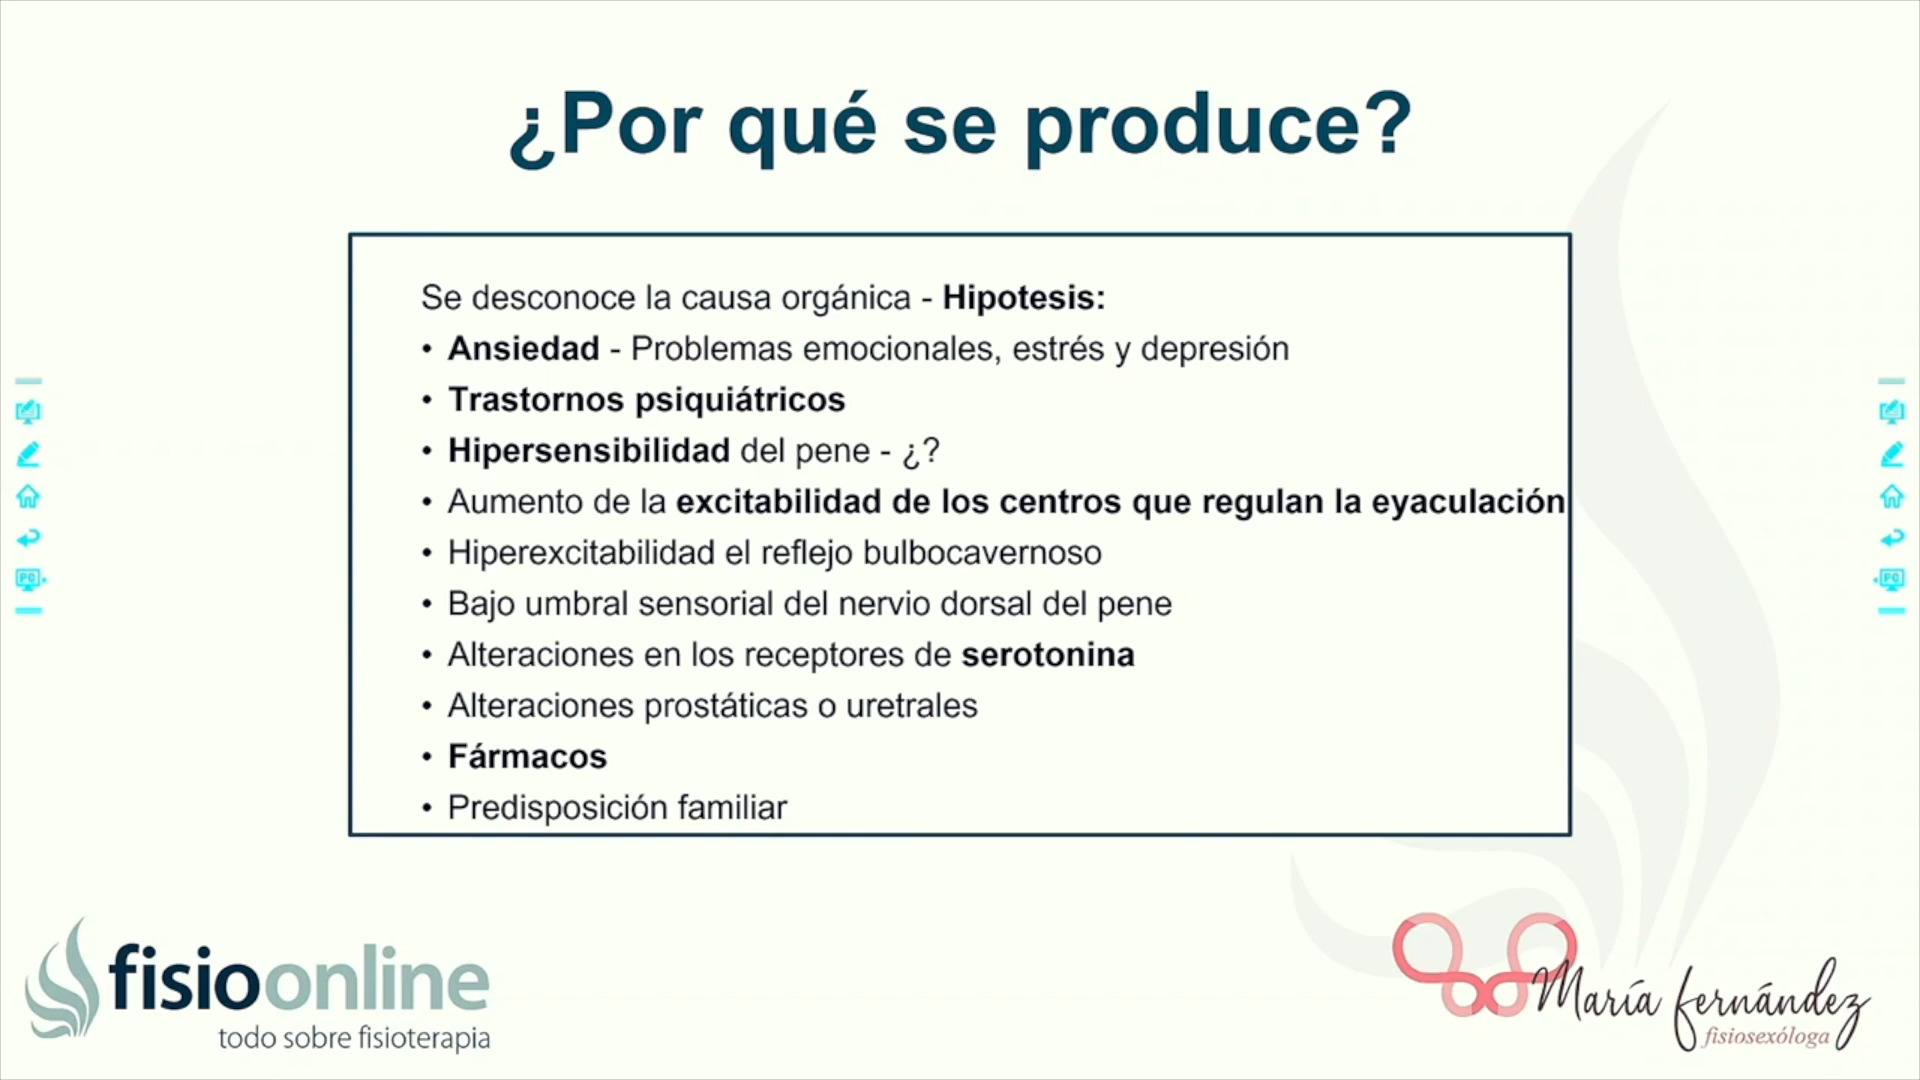 ¿Por qué se produce?
Se desconoce la causa orgánica - Hipotesis:
• Ansiedad - Problemas emocionales, estrés y depresión
• Trastornos psiquiátricos
• Hipersensibilidad del pene - ¿?
• Aumento de la excitabilidad de los centros que regulan la eyaculación
• Hiperexcitabilidad el reflejo bulbocavernoso
• Bajo umbral sensorial del nervio dorsal del pene
• Alteraciones en los receptores de serotonina
• Alteraciones prostáticas o uretrales
• Fármacos
• Predisposición familiar
PC
PC
fisioonline
todo sobre fisioterapia
María fernández
fisiosexóloga